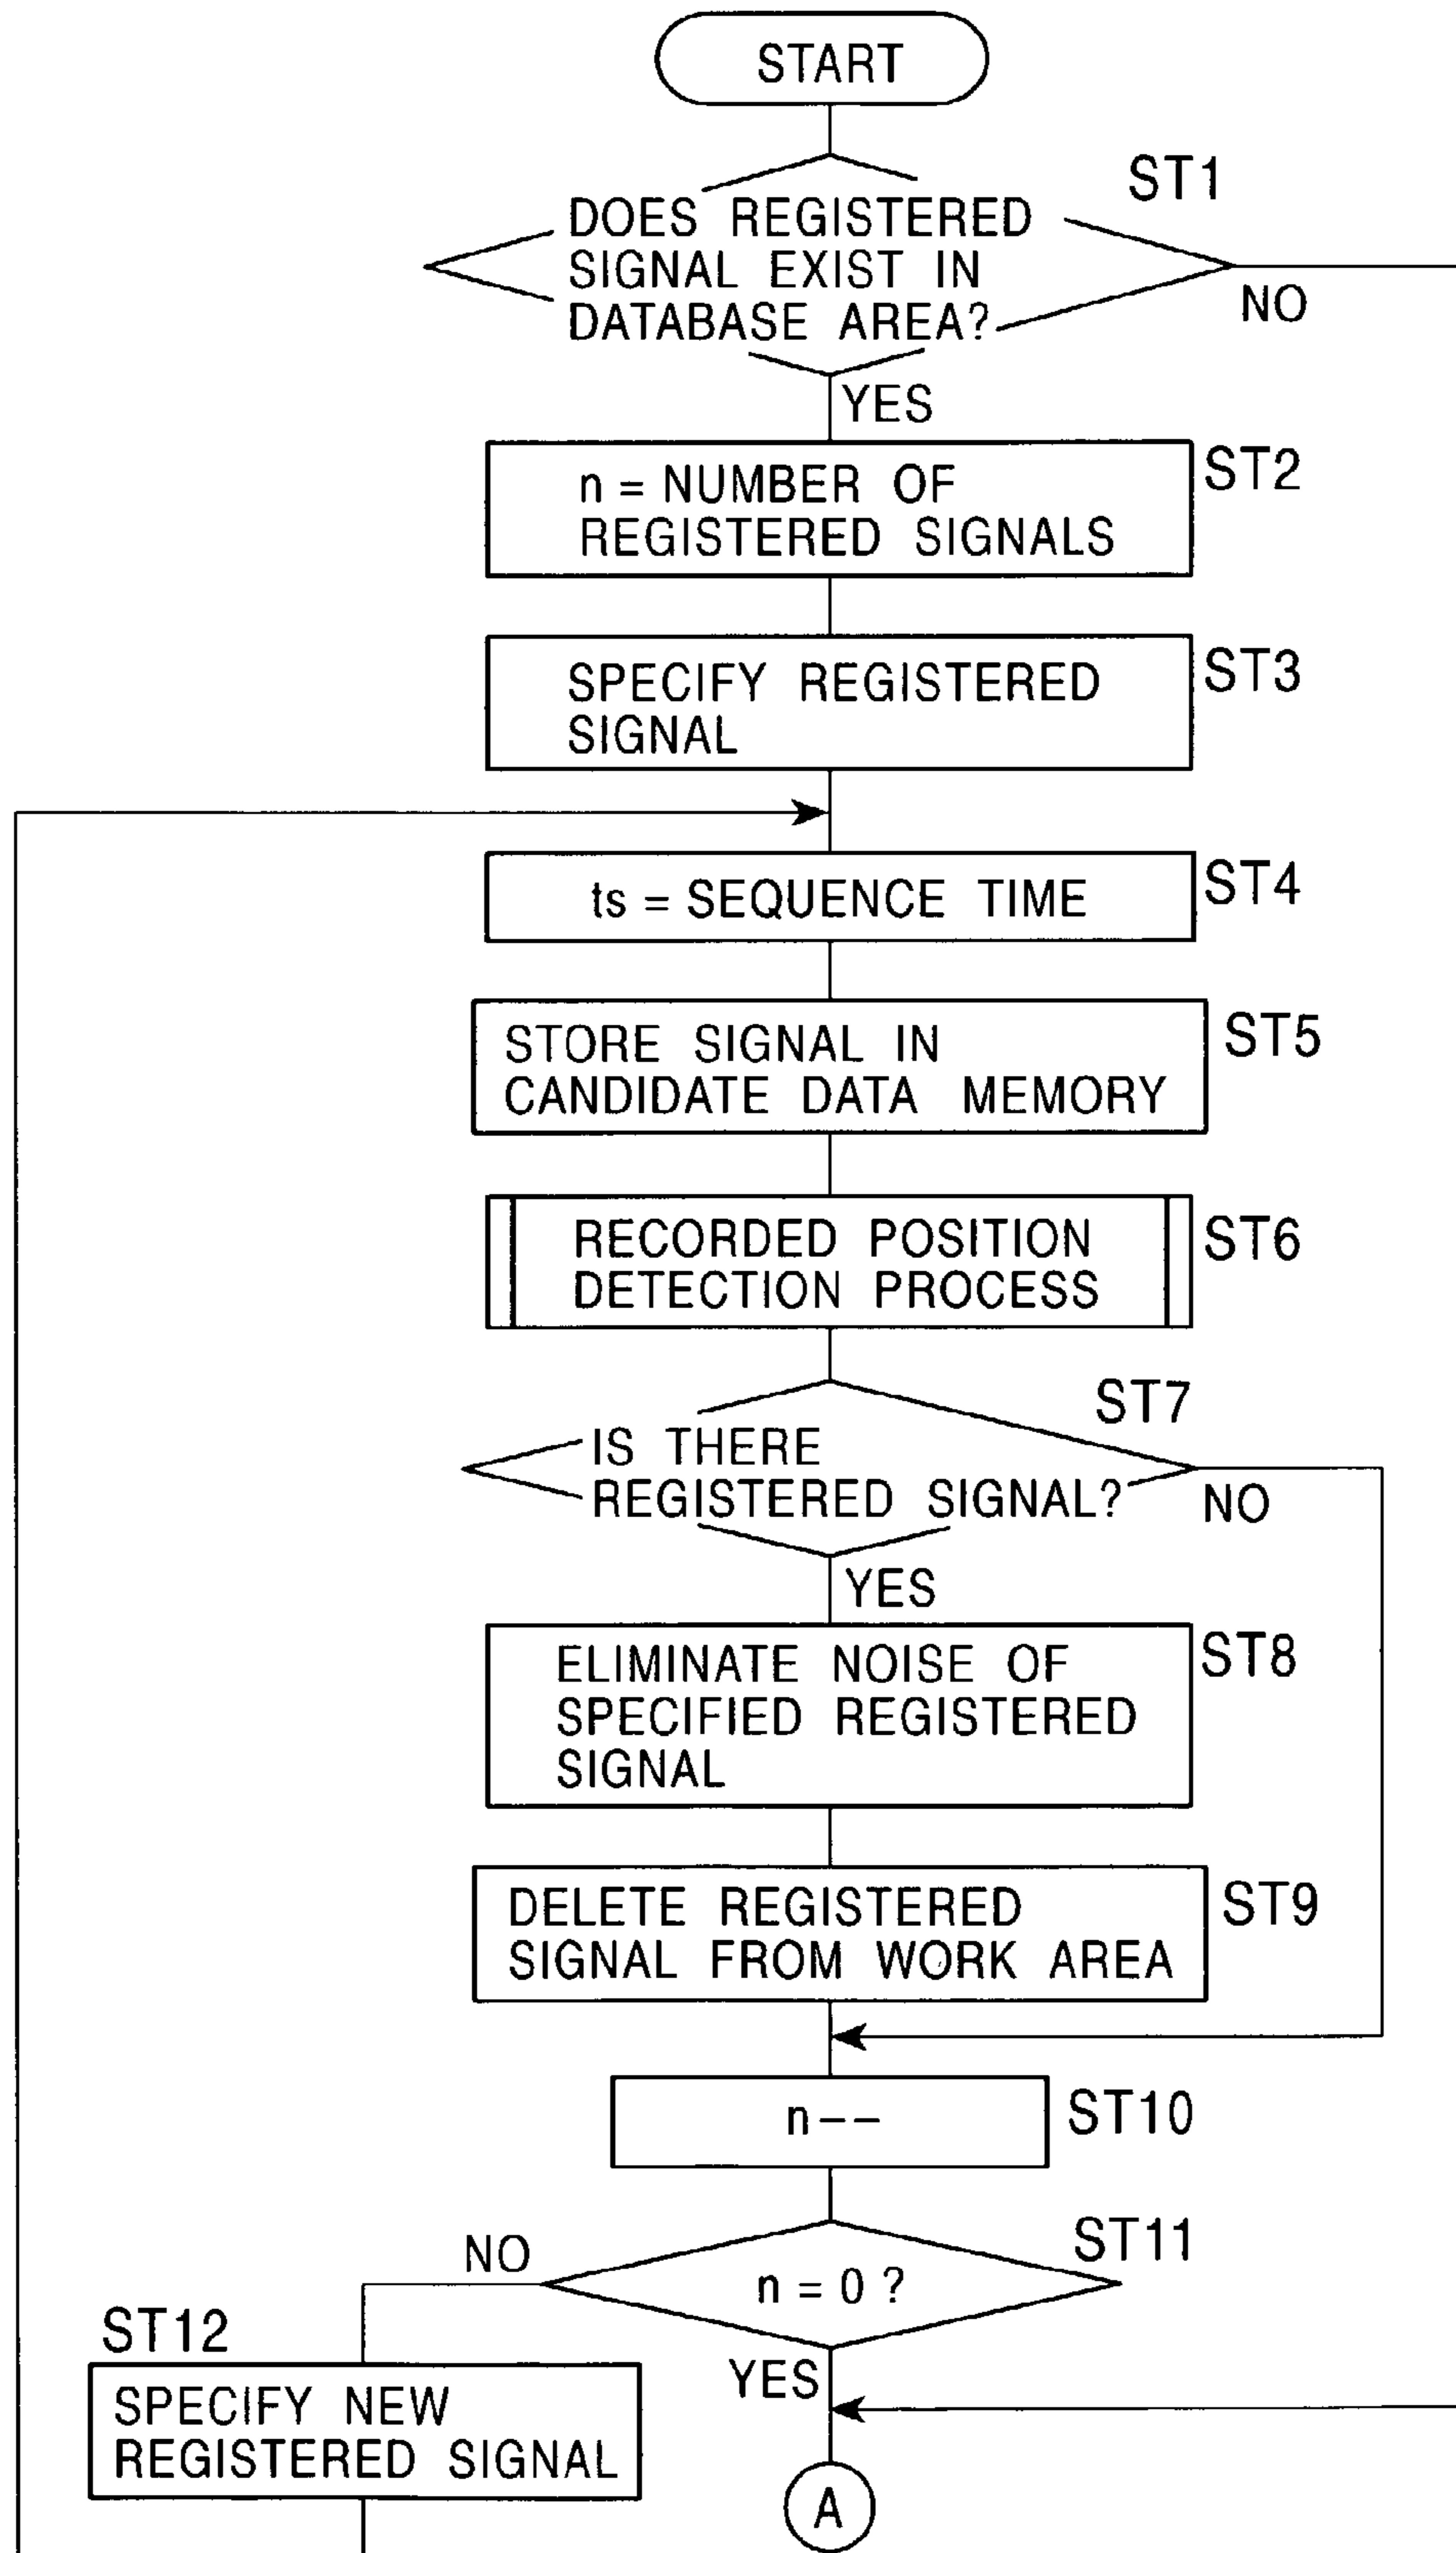 START
ST1
DOES REGISTERED
SIGNAL EXIST IN
DATABASE AREA?
NO
YES
ST2
n = NUMBER OF
REGISTERED SIGNALS
ST3
SPECIFY REGISTERED
SIGNAL
ST4
ts = SEQUENCE TIME
ST5
STORE SIGNAL IN
CANDIDATE DATA MEMORY
ST6
RECORDED POSITION
DETECTION PROCESS
ST7
IS THERE
REGISTERED SIGNAL?
NO
YES
ST8
ELIMINATE NOISE OF
SPECIFIED REGISTERED
SIGNAL
ST9
DELETE REGISTERED
SIGNAL FROM WORK AREA
n--
ST10
ST11
NO
n = 0 ?
ST12
YES
SPECIFY NEW
REGISTERED SIGNAL
A